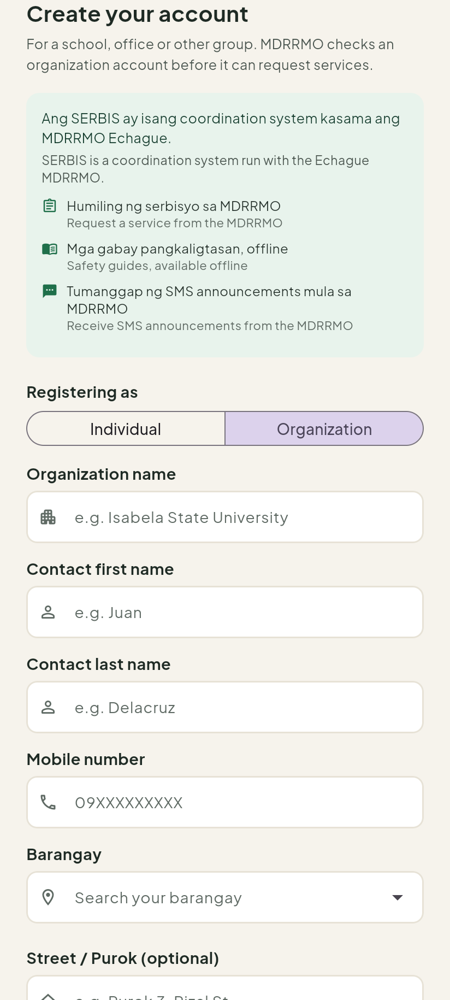 Create your account
For a school, office or other group. MDRRMO checks an
organization account before it can request services.
Ang SERBIS ay isang coordination system kasama ang
MDRRMO Echague.
SERBIS is a coordination system run with the Echague
MDRRMO.
Humiling ng serbisyo sa MDRRMO
Request a service from the MDRRMO
Mga gabay pangkaligtasan, offline
Safety guides, available offline
Tumanggap ng SMS announcements mula sa
MDRRMO
Receive SMS announcements from the MDRRMO
Registering as
Individual
Organization
Organization name
e.g. Isabela State University
Contact first name
e.g. Juan
Contact last name
e.g. Delacruz
Mobile number
09XXXXXXXXX
Barangay
Search your barangay
Street / Purok (optional)
e.g. Purok 3, Rizal St.